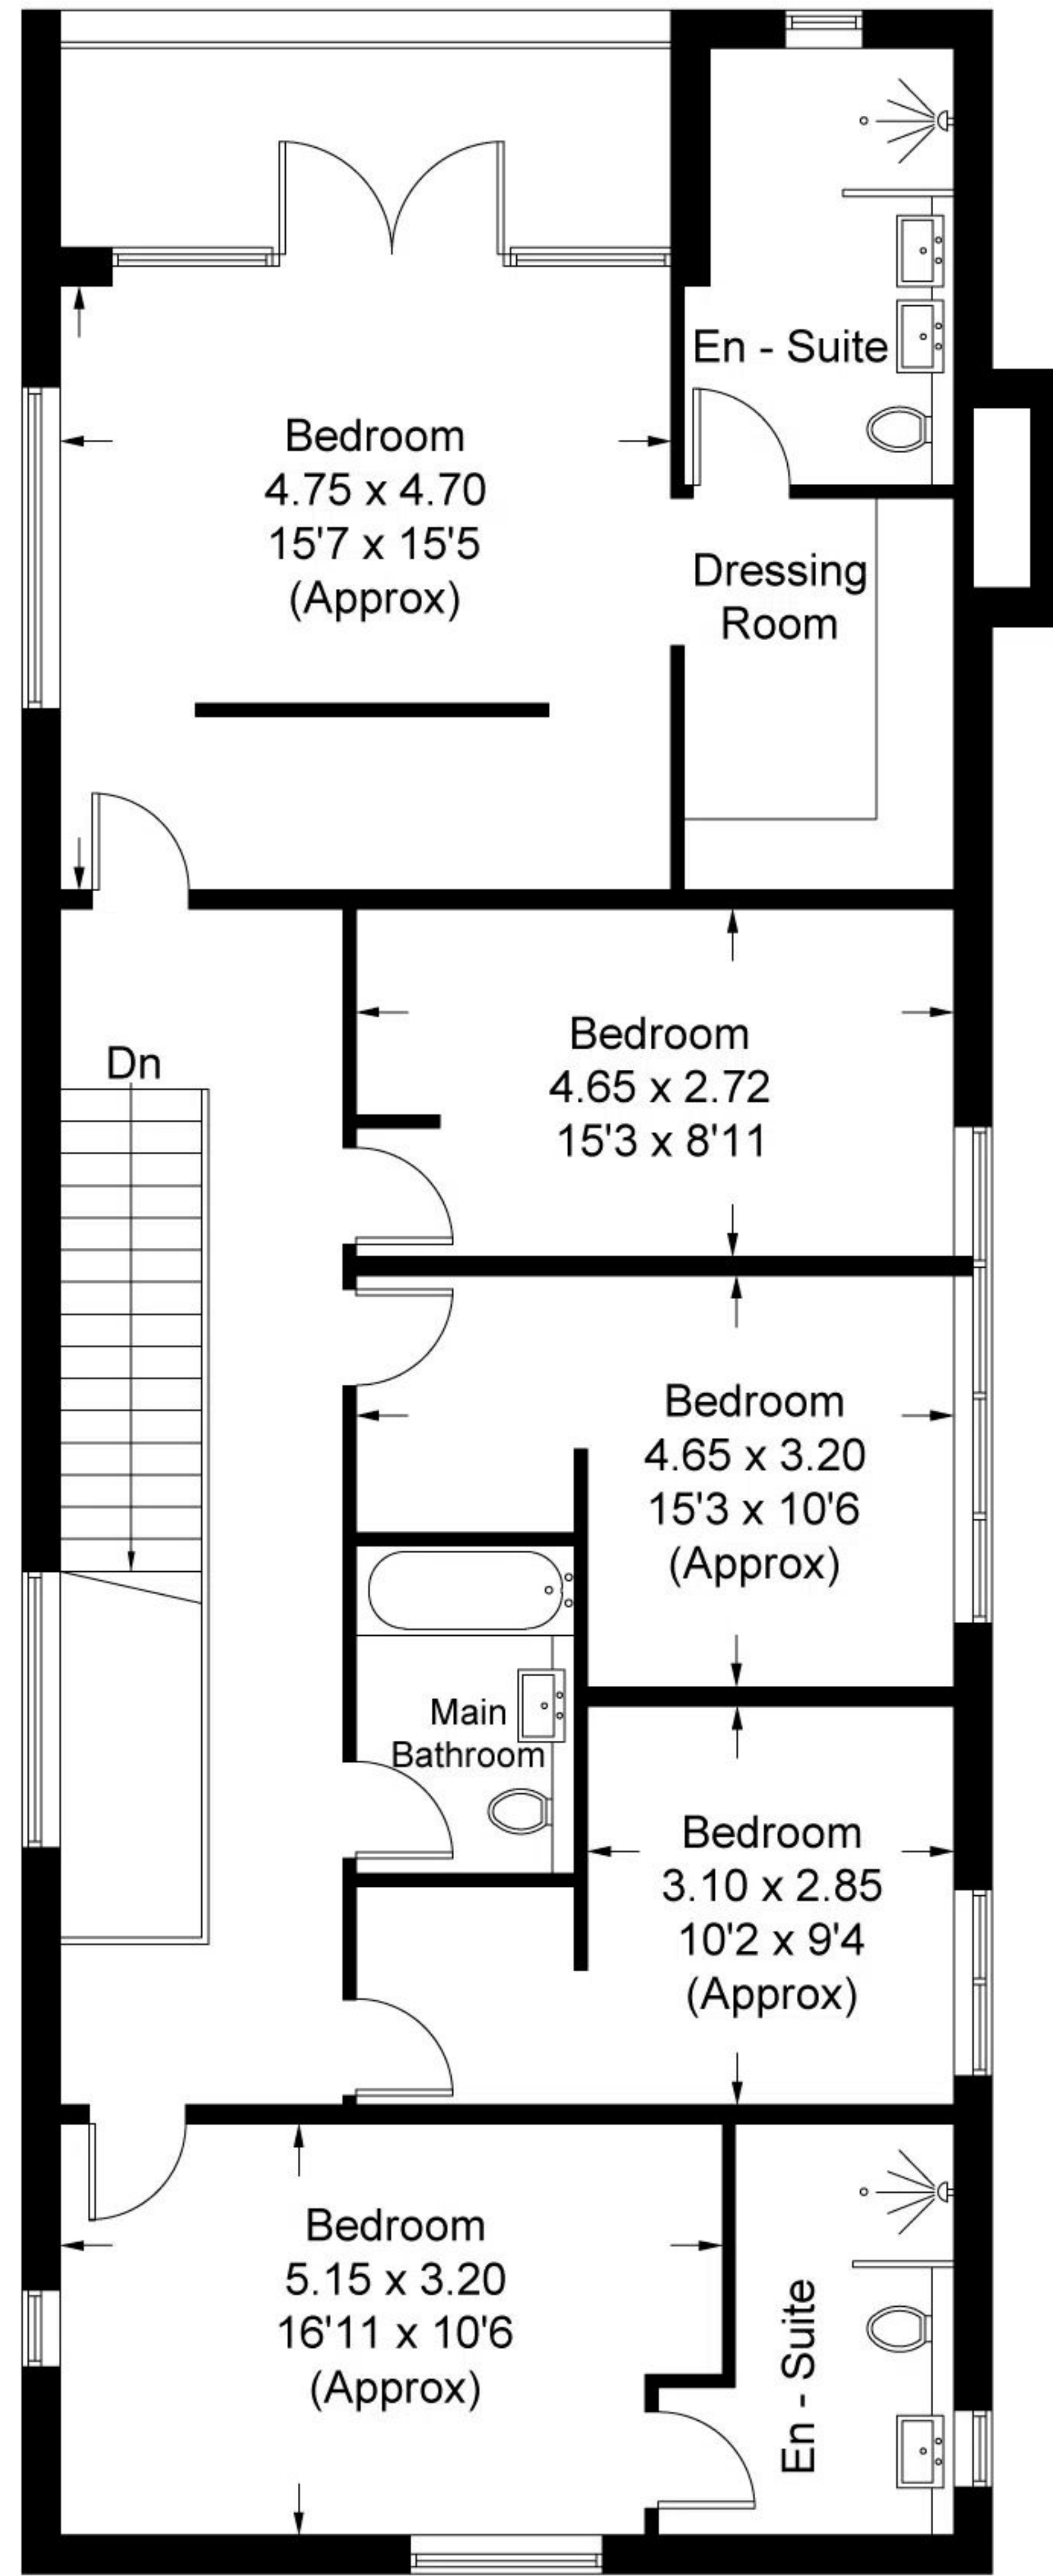 En - Suite
Bedroom
4.75 x 4.70
15'7 x 15'5
(Approx)
Dressing
Room
Dn
Bedroom
4.65 x 2.72
15'3 x 8'11
Bedroom
4.65 x 3.20
15'3 x 10'6
(Approx)
Main
Bathroom
Bedroom
3.10 x 2.85
10'2 x 9'4
(Approx)
Bedroom
5.15 x 3.20
16'11 x 10'6
(Approx)
En - Suite